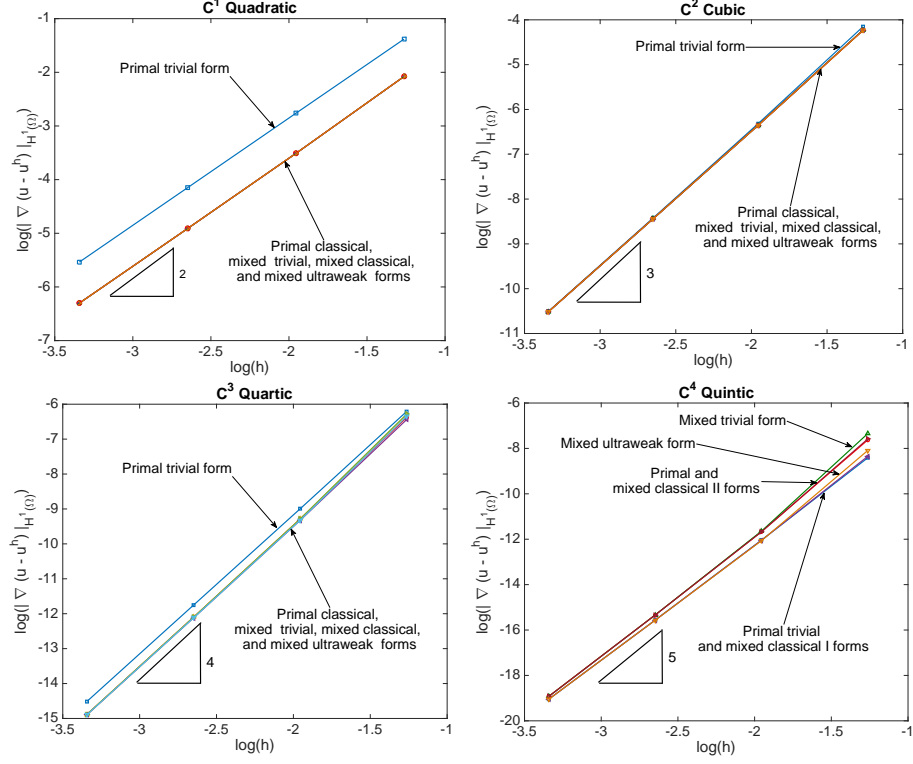 C¹ Quadratic
-1
-2
-3
-4
-5
-6
-7
log(| ∇ (u - uʰ) |_H¹(Ω))
Primal trivial form
Primal classical,
mixed trivial, mixed classical,
and mixed ultraweak forms
2
-3.5 -3 -2.5 -2 -1.5 -1
log(h)
C² Cubic
-4
-5
-6
-7
-8
-9
-10
-11
log(| ∇ (u - uʰ) |_H¹(Ω))
Primal trivial form
Primal classical,
mixed trivial, mixed classical,
and mixed ultraweak forms
3
-3.5 -3 -2.5 -2 -1.5 -1
log(h)
C³ Quartic
-6
-7
-8
-9
-10
-11
-12
-13
-14
-15
log(| ∇ (u - uʰ) |_H¹(Ω))
Primal trivial form
Primal classical,
mixed trivial, mixed classical,
and mixed ultraweak forms
4
-3.5 -3 -2.5 -2 -1.5 -1
log(h)
C⁴ Quintic
-6
-8
-10
-12
-14
-16
-18
-20
log(| ∇ (u - uʰ) |_H¹(Ω))
Mixed trivial form
Mixed ultraweak form
Primal and
mixed classical II forms
Primal trivial
and mixed classical I forms
5
-3.5 -3 -2.5 -2 -1.5 -1
log(h)